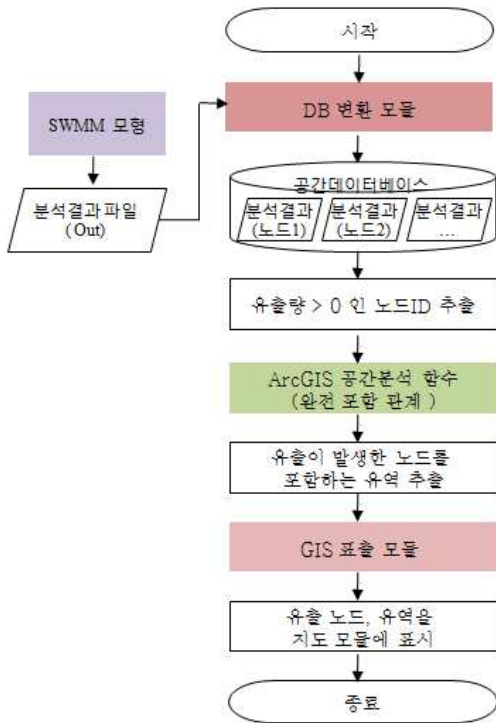 시작
DB 변환 모듈
SWMM 모형
분석결과 파일
(Out)
공간데이터베이스
분석결과
(노드1)
분석결과
(노드2)
분석결과
...
유출량 > 0 인 노드ID 추출
ArcGIS 공간분석 함수
(완전 포함 관계 )
유출이 발생한 노드를
포함하는 유역 추출
GIS 표출 모듈
유출 노드, 유역을
지도 모듈에 표시
종료